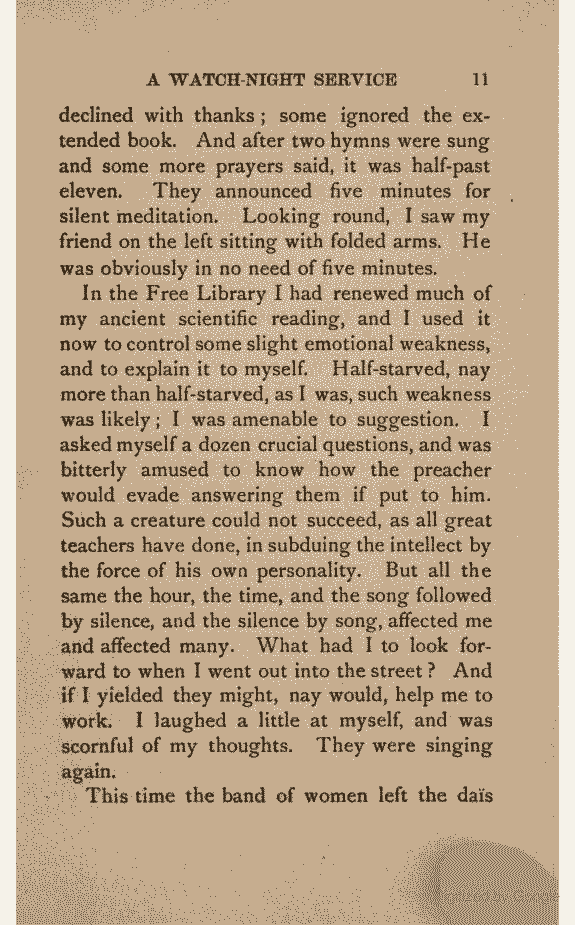 A WATCH-NIGHT SERVICE 11
declined with thanks; some ignored the ex-
tended book. And after two hymns were sung
and some more prayers said, it was half-past
eleven. They announced five minutes for
silent meditation. Looking round, I saw my
friend on the left sitting with folded arms. He
was obviously in no need of five minutes.
In the Free Library I had renewed much of
my ancient scientific reading, and I used it
now to control some slight emotional weakness,
and to explain it to myself. Half-starved, nay
more than half-starved, as I was, such weakness
was likely; I was amenable to suggestion. I
asked myself a dozen crucial questions, and was
bitterly amused to know how the preacher
would evade answering them if put to him.
Such a creature could not succeed, as all great
teachers have done, in subduing the intellect by
the force of his own personality. But all the
same the hour, the time, and the song followed
by silence, and the silence by song, affected me
and affected many. What had I to look for-
ward to when I went out into the street? And
if I yielded they might, nay would, help me to
work. I laughed a little at myself, and was
scornful of my thoughts. They were singing
again.
This time the band of women left the daïs
by Google